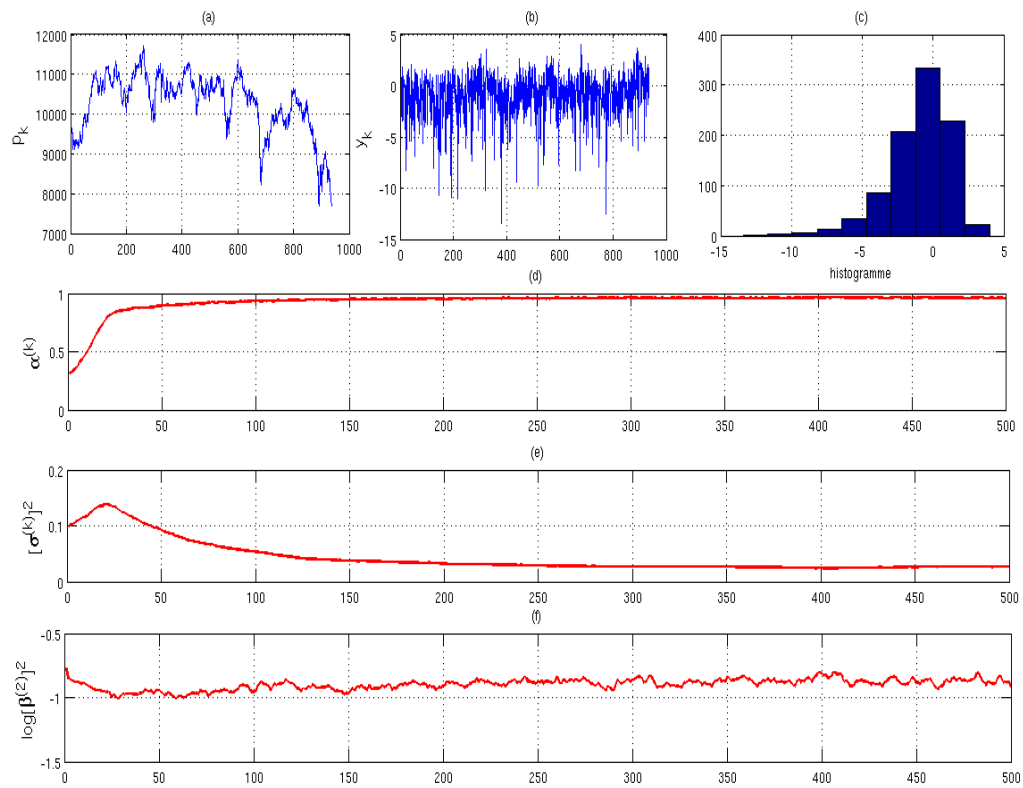 (a) (b) (c)
12000
11000
10000
9000
8000
7000
p_k
0 200 400 600 800 1000
5
0
-5
-10
-15
y_k
0 200 400 600 800 1000
400
300
200
100
0
-15 -10 -5 0 5
histogramme
(d)
1
0.5
0
α^(k)
0 50 100 150 200 250 300 350 400 450 500
(e)
0.2
0.1
0
[σ^(k)]^2
0 50 100 150 200 250 300 350 400 450 500
(f)
-0.5
-1
-1.5
log[β^(2)]^2
0 50 100 150 200 250 300 350 400 450 500